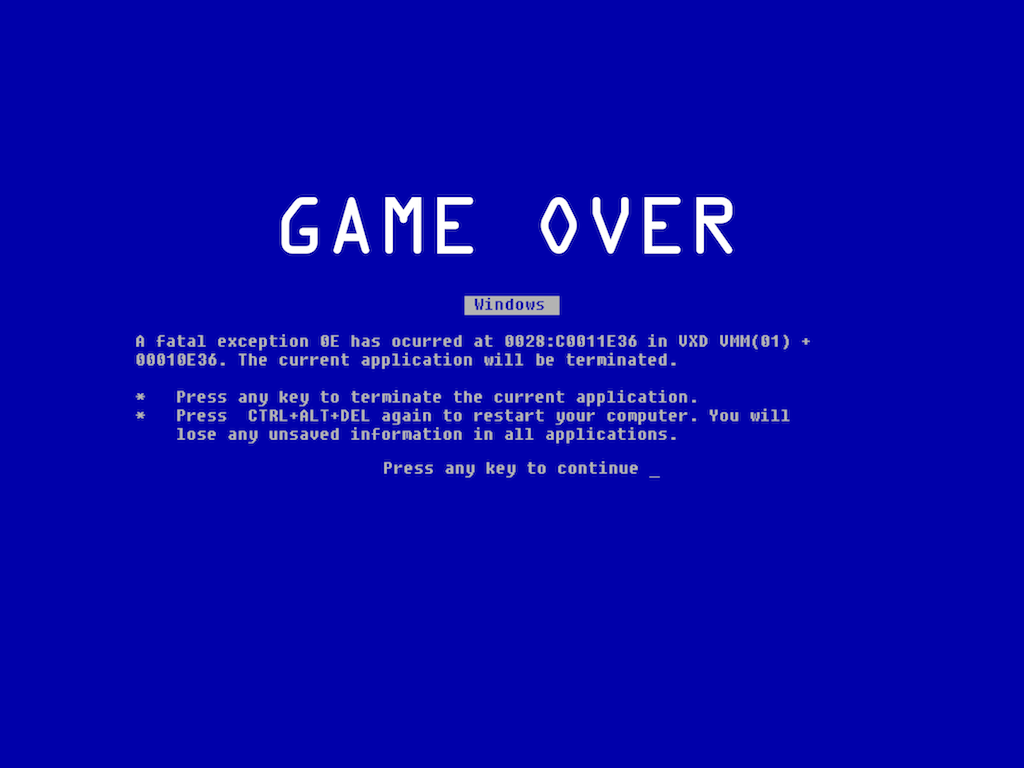 GAME OVER
Windows
A fatal exception 0E has ocurred at 0028:C0011E36 in VXD VMM(01) +
00010E36. The current application will be terminated.
* Press any key to terminate the current application.
* Press CTRL+ALT+DEL again to restart your computer. You will
lose any unsaved information in all applications.
Press any key to continue _